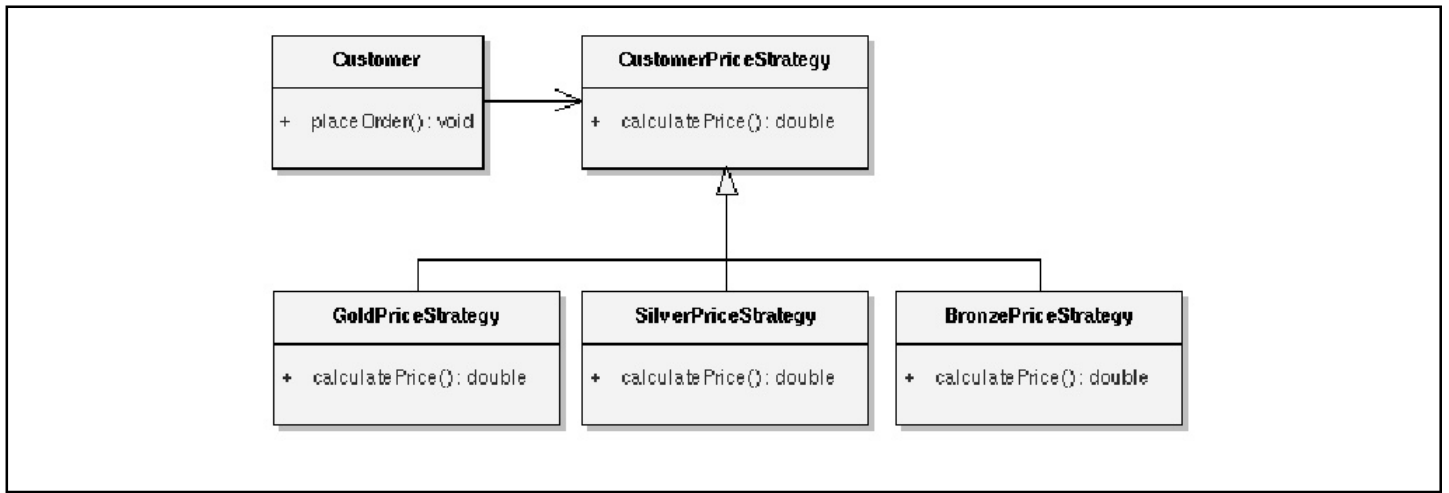 Customer
+ placeOrder() : void
CustomerPriceStrategy
+ calculatePrice() : double
GoldPriceStrategy
+ calculatePrice() : double
SilverPriceStrategy
+ calculatePrice() : double
BronzePriceStrategy
+ calculatePrice() : double